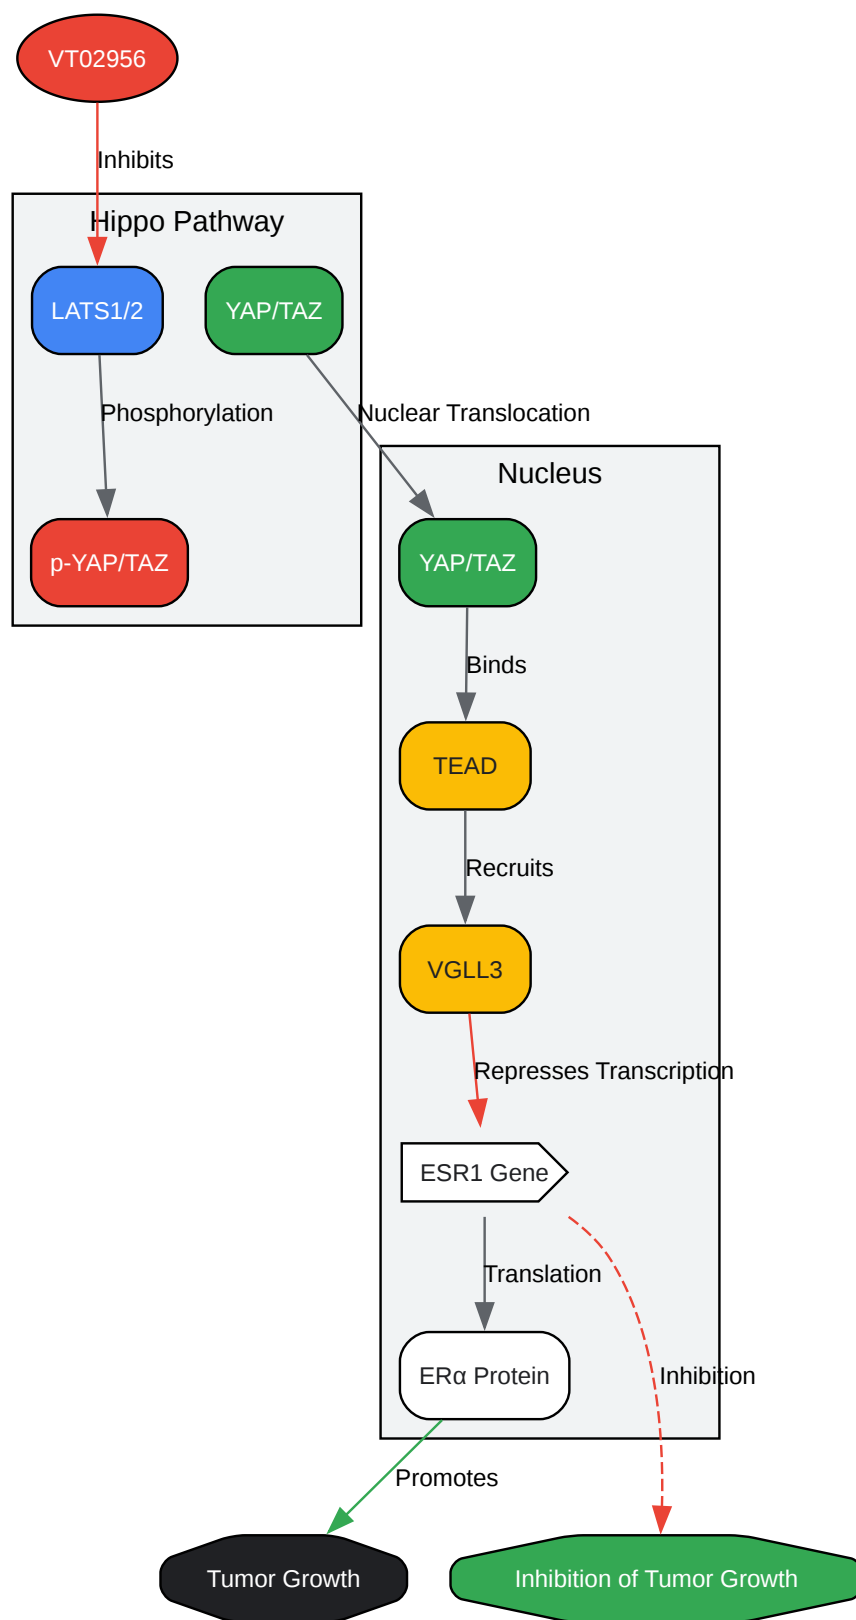 VT02956
Inhibits
Hippo Pathway
LATS1/2
YAP/TAZ
Phosphorylation
Nuclear Translocation
Nucleus
p-YAP/TAZ
YAP/TAZ
Binds
TEAD
Recruits
VGLL3
Represses Transcription
ESR1 Gene
Translation
ERα Protein
Inhibition
Promotes
Tumor Growth
Inhibition of Tumor Growth